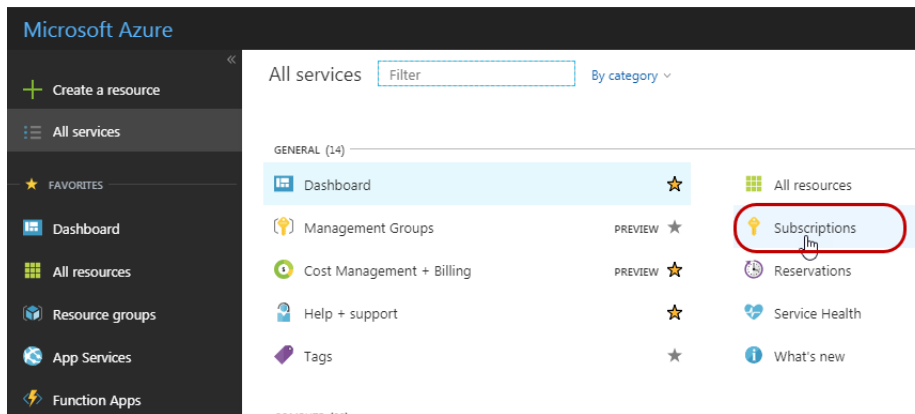 Microsoft Azure
«
Create a resource
All services
FAVORITES
Dashboard
All resources
Resource groups
App Services
Function Apps
All services
Filter
By category
GENERAL (14)
Dashboard
Management Groups PREVIEW
Cost Management + Billing PREVIEW
Help + support
Tags
All resources
Subscriptions
Reservations
Service Health
What's new